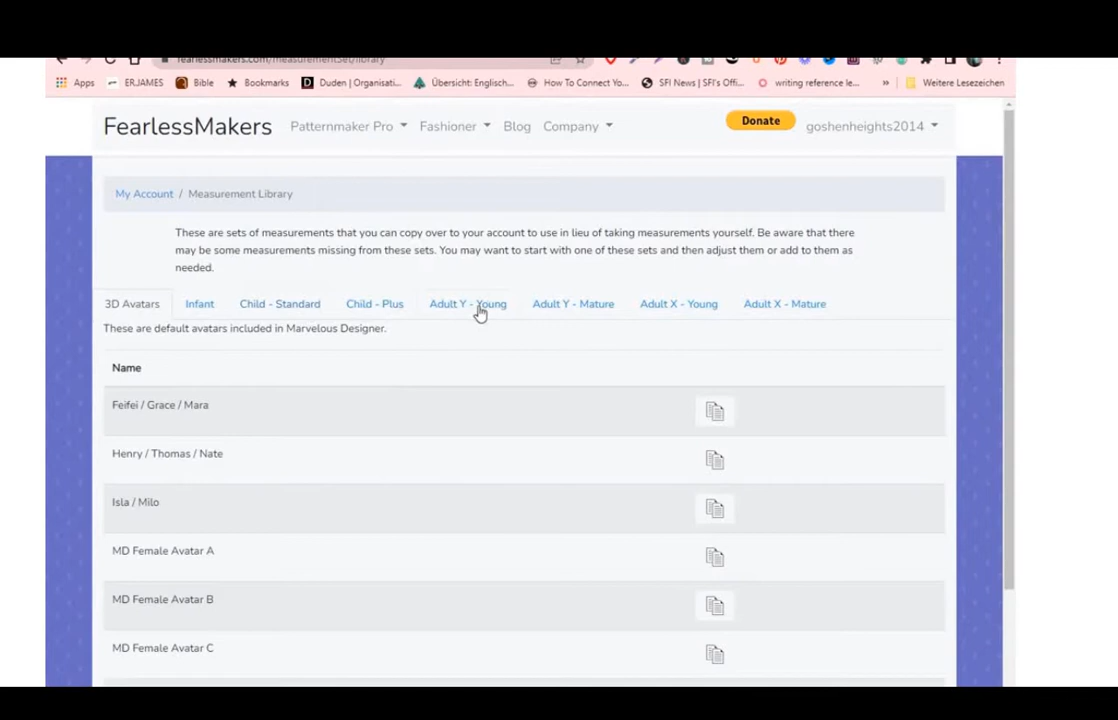 fearlessmakers.com/measurementSet/library
Apps ERJAMES Bible Bookmarks Duden | Organisati... Übersicht: Englisch... How To Connect Yo... SFI News | SFI's Offi... writing reference le... » Weitere Lesezeichen
FearlessMakers Patternmaker Pro Fashioner Blog Company Donate goshenheights2014
My Account / Measurement Library
These are sets of measurements that you can copy over to your account to use in lieu of taking measurements yourself. Be aware that there
may be some measurements missing from these sets. You may want to start with one of these sets and then adjust them or add to them as
needed.
3D Avatars Infant Child - Standard Child - Plus Adult Y - Young Adult Y - Mature Adult X - Young Adult X - Mature
These are default avatars included in Marvelous Designer.
Name
Feifei / Grace / Mara
Henry / Thomas / Nate
Isla / Milo
MD Female Avatar A
MD Female Avatar B
MD Female Avatar C